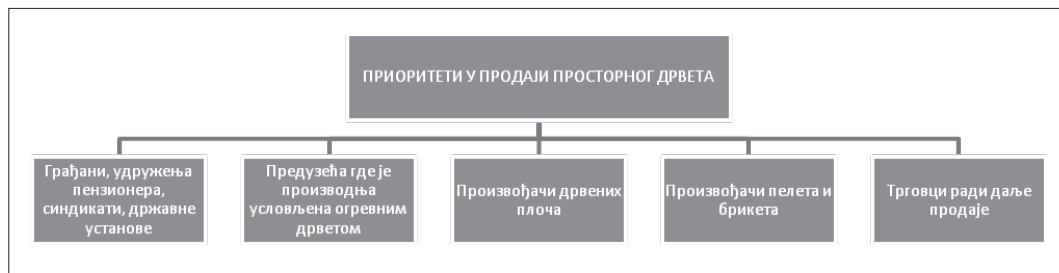 ПРИОРИТЕТИ У ПРОДАЈИ ПРОСТОРНОГ ДРВЕТА
Грађани, удружења
пензионера,
синдикати, државне
установе
Предузећа где је
производња
условљена огревним
дрветом
Произвођачи дрвених
плоча
Произвођачи пелета и
брикета
Трговци ради даље
продаје